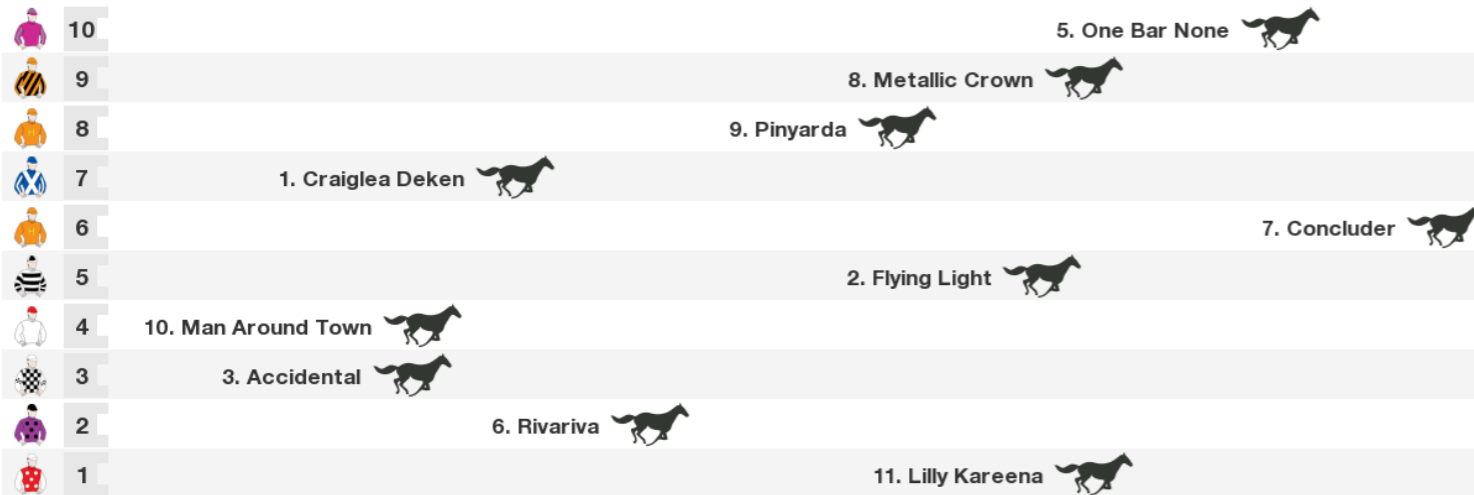 10 5. One Bar None
9 8. Metallic Crown
8 9. Pinyarda
7 1. Craiglea Deken
6 7. Concluder
5 2. Flying Light
4 10. Man Around Town
3 3. Accidental
2 6. Rivariva
1 11. Lilly Kareena